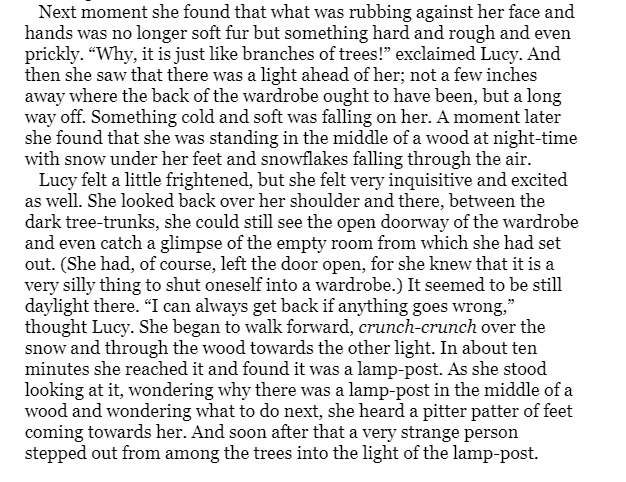 Next moment she found that what was rubbing against her face and
hands was no longer soft fur but something hard and rough and even
prickly. “Why, it is just like branches of trees!” exclaimed Lucy. And
then she saw that there was a light ahead of her; not a few inches
away where the back of the wardrobe ought to have been, but a long
way off. Something cold and soft was falling on her. A moment later
she found that she was standing in the middle of a wood at night-time
with snow under her feet and snowflakes falling through the air.
Lucy felt a little frightened, but she felt very inquisitive and excited
as well. She looked back over her shoulder and there, between the
dark tree-trunks, she could still see the open doorway of the wardrobe
and even catch a glimpse of the empty room from which she had set
out. (She had, of course, left the door open, for she knew that it is a
very silly thing to shut oneself into a wardrobe.) It seemed to be still
daylight there. “I can always get back if anything goes wrong,”
thought Lucy. She began to walk forward, crunch-crunch over the
snow and through the wood towards the other light. In about ten
minutes she reached it and found it was a lamp-post. As she stood
looking at it, wondering why there was a lamp-post in the middle of a
wood and wondering what to do next, she heard a pitter patter of feet
coming towards her. And soon after that a very strange person
stepped out from among the trees into the light of the lamp-post.